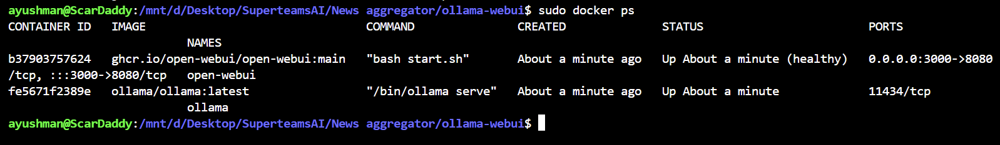 ayushman@ScarDaddy:/mnt/d/Desktop/SuperteamsAI/News aggregator/ollama-webui$ sudo docker ps
CONTAINER ID   IMAGE                                COMMAND               CREATED              STATUS                        PORTS
                          NAMES
b37903757624   ghcr.io/open-webui/open-webui:main   "bash start.sh"       About a minute ago   Up About a minute (healthy)   0.0.0.0:3000->8080
/tcp, :::3000->8080/tcp   open-webui
fe5671f2389e   ollama/ollama:latest                 "/bin/ollama serve"   About a minute ago   Up About a minute             11434/tcp
                          ollama
ayushman@ScarDaddy:/mnt/d/Desktop/SuperteamsAI/News aggregator/ollama-webui$